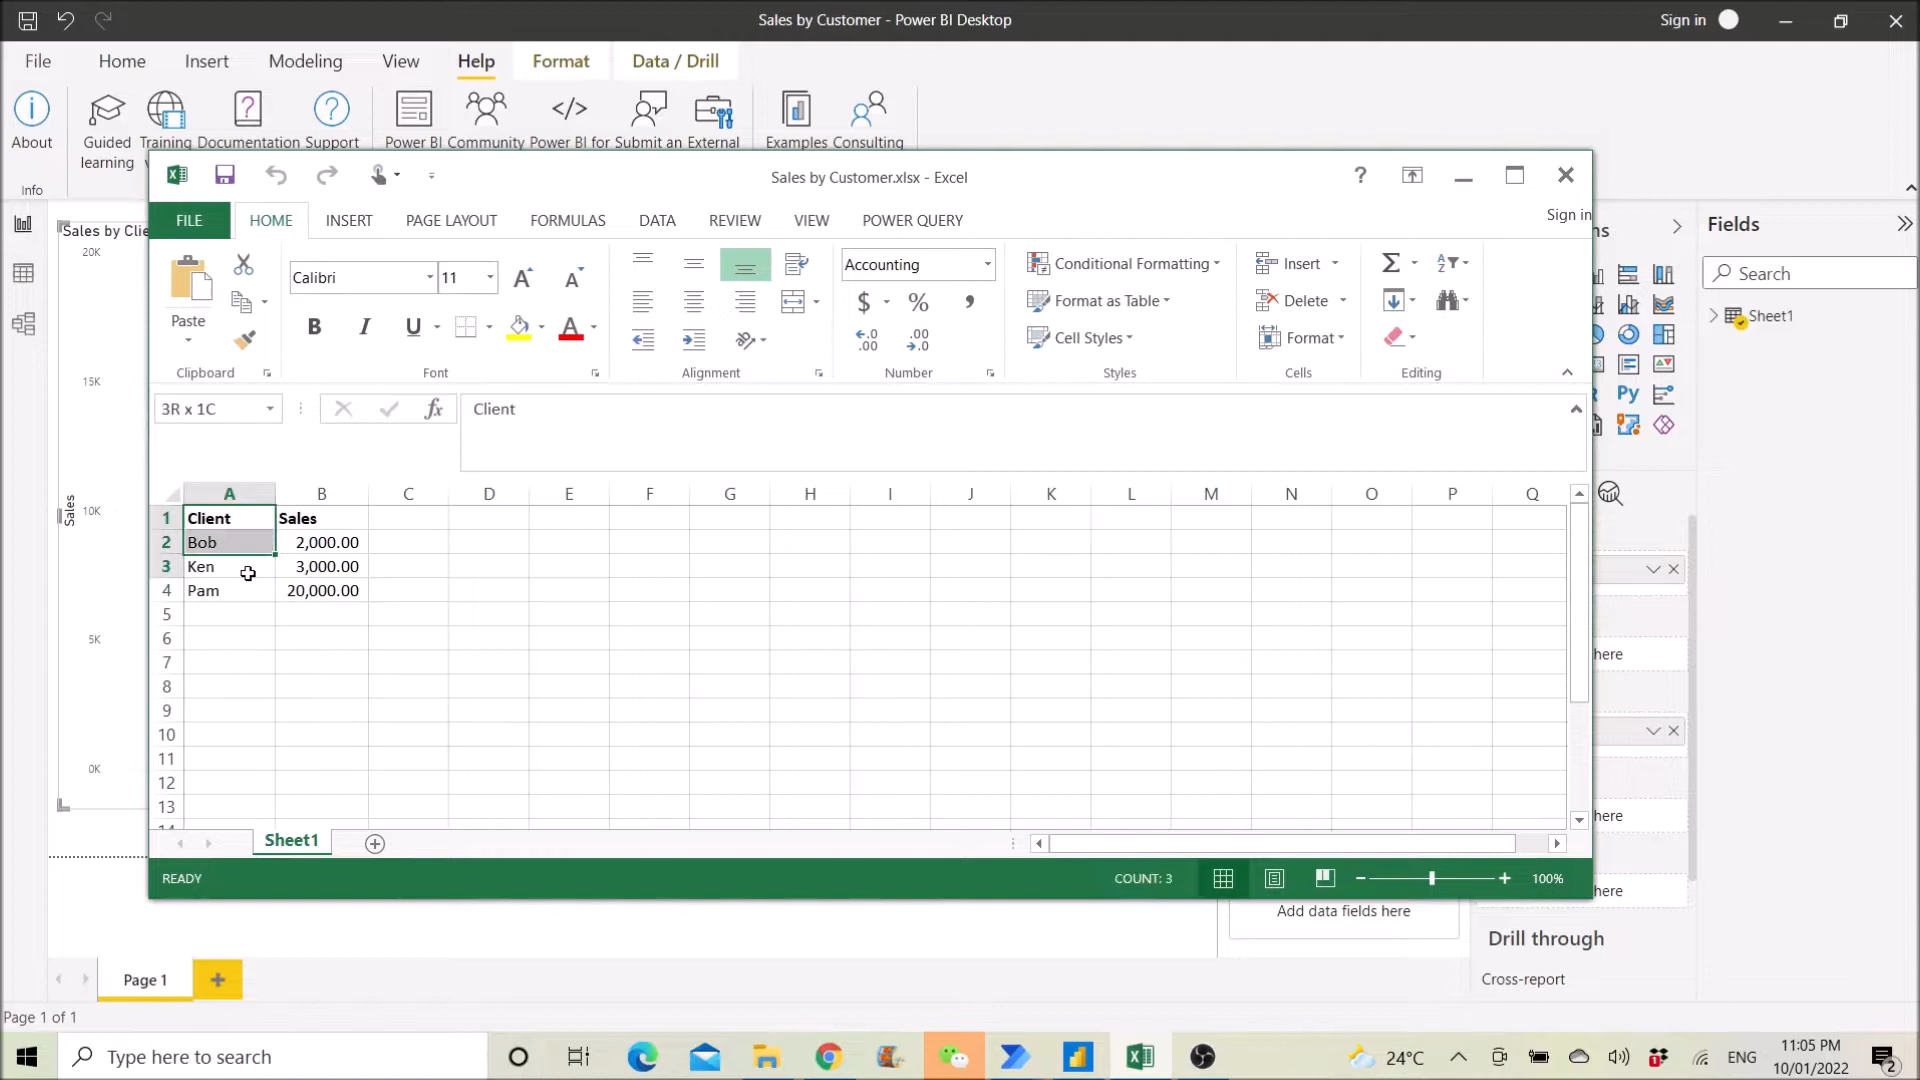 Sales by Customer - Power BI Desktop
Sign in
File Home Insert Modeling View Help Format Data / Drill
About
Guided learning
Training
Documentation
Support
Power BI
Community
Power BI for
Submit an
External
Examples
Consulting
Info
Sales by Customer.xlsx - Excel
?
FILE HOME INSERT PAGE LAYOUT FORMULAS DATA REVIEW VIEW POWER QUERY
Sign in
Paste
Calibri
11
B I U
Accounting
$ % ,
Conditional Formatting
Format as Table
Cell Styles
Insert
Delete
Format
Clipboard
Font
Alignment
Number
Styles
Cells
Editing
3R x 1C
fx
Client
A B C D E F G H I J K L M N O P Q
1 Client Sales
2 Bob 2,000.00
3 Ken 3,000.00
4 Pam 20,000.00
5
6
7
8
9
10
11
12
13
Sheet1
READY
COUNT: 3
100%
Sales by Clie
20K
15K
10K
5K
0K
Sales
ns
Py
here
here
here
Add data fields here
Drill through
Cross-report
Fields
Search
Sheet1
Page 1
Page 1 of 1
Type here to search
24°C
ENG
11:05 PM
10/01/2022
2